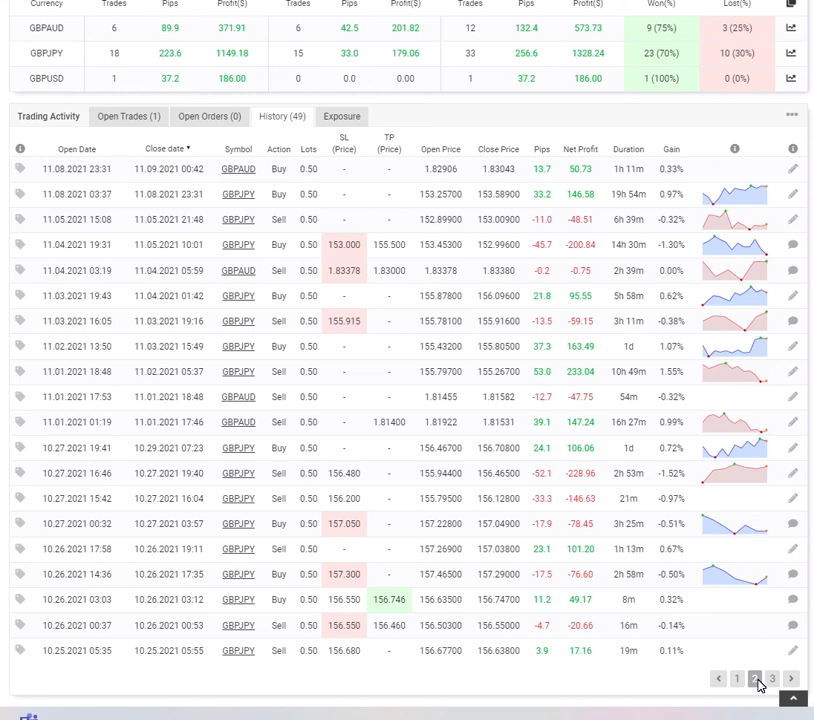 Currency Trades Pips Profit($) Trades Pips Profit($) Trades Pips Profit($) Won(%) Lost(%)
GBPAUD 6 89.9 371.91 6 42.5 201.82 12 132.4 573.73 9 (75%) 3 (25%)
GBPJPY 18 223.6 1149.18 15 33.0 179.06 33 256.6 1328.24 23 (70%) 10 (30%)
GBPUSD 1 37.2 186.00 0 0.0 0.00 1 37.2 186.00 1 (100%) 0 (0%)
Trading Activity Open Trades (1) Open Orders (0) History (49) Exposure
Open Date Close date Symbol Action Lots SL (Price) TP (Price) Open Price Close Price Pips Net Profit Duration Gain
11.08.2021 23:31 11.09.2021 00:42 GBPAUD Buy 0.50 - - 1.82906 1.83043 13.7 50.73 1h 11m 0.33%
11.08.2021 03:37 11.08.2021 23:31 GBPJPY Buy 0.50 - - 153.25700 153.58900 33.2 146.58 19h 54m 0.97%
11.05.2021 15:08 11.05.2021 21:48 GBPJPY Sell 0.50 - - 152.89900 153.00900 -11.0 -48.51 6h 39m -0.32%
11.04.2021 19:31 11.05.2021 10:01 GBPJPY Buy 0.50 153.000 155.500 153.45300 152.99600 -45.7 -200.84 14h 30m -1.30%
11.04.2021 03:19 11.04.2021 05:59 GBPAUD Sell 0.50 1.83378 1.83000 1.83378 1.83380 -0.2 -0.75 2h 39m 0.00%
11.03.2021 19:43 11.04.2021 01:42 GBPJPY Buy 0.50 - - 155.87800 156.09600 21.8 95.55 5h 58m 0.62%
11.03.2021 16:05 11.03.2021 19:16 GBPJPY Sell 0.50 155.915 - 155.78100 155.91600 -13.5 -59.15 3h 11m -0.38%
11.02.2021 13:50 11.03.2021 15:49 GBPJPY Buy 0.50 - - 155.43200 155.80500 37.3 163.49 1d 1.07%
11.01.2021 18:48 11.02.2021 05:37 GBPJPY Sell 0.50 - - 155.79700 155.26700 53.0 233.04 10h 49m 1.55%
11.01.2021 17:53 11.01.2021 18:48 GBPAUD Sell 0.50 - - 1.81455 1.81582 -12.7 -47.75 54m -0.32%
11.01.2021 01:19 11.01.2021 17:46 GBPAUD Sell 0.50 - 1.81400 1.81922 1.81531 39.1 147.24 16h 27m 0.99%
10.27.2021 19:41 10.29.2021 07:23 GBPJPY Buy 0.50 - - 156.46700 156.70800 24.1 106.06 1d 0.72%
10.27.2021 16:46 10.27.2021 19:40 GBPJPY Sell 0.50 156.480 - 155.94400 156.46500 -52.1 -228.96 2h 53m -1.52%
10.27.2021 15:42 10.27.2021 16:04 GBPJPY Sell 0.50 156.200 - 155.79500 156.12800 -33.3 -146.63 21m -0.97%
10.27.2021 00:32 10.27.2021 03:57 GBPJPY Buy 0.50 157.050 - 157.22800 157.04900 -17.9 -78.45 3h 25m -0.51%
10.26.2021 17:58 10.26.2021 19:11 GBPJPY Sell 0.50 - - 157.26900 157.03800 23.1 101.20 1h 13m 0.67%
10.26.2021 14:36 10.26.2021 17:35 GBPJPY Buy 0.50 157.300 - 157.46500 157.29000 -17.5 -76.60 2h 58m -0.50%
10.26.2021 03:03 10.26.2021 03:12 GBPJPY Buy 0.50 156.550 156.746 156.63500 156.74700 11.2 49.17 8m 0.32%
10.26.2021 00:37 10.26.2021 00:53 GBPJPY Sell 0.50 156.550 156.460 156.50300 156.55000 -4.7 -20.66 16m -0.14%
10.25.2021 05:35 10.25.2021 05:55 GBPJPY Sell 0.50 156.680 - 156.67700 156.63800 3.9 17.16 19m 0.11%
1 2 3